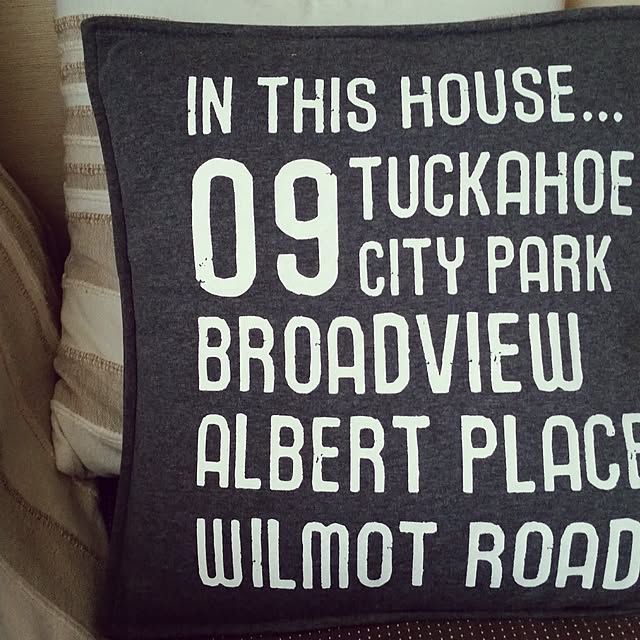 IN THIS HOUSE...
09 TUCKAHOE
CITY PARK
BROADVIEW
ALBERT PLACE
WILMOT ROAD